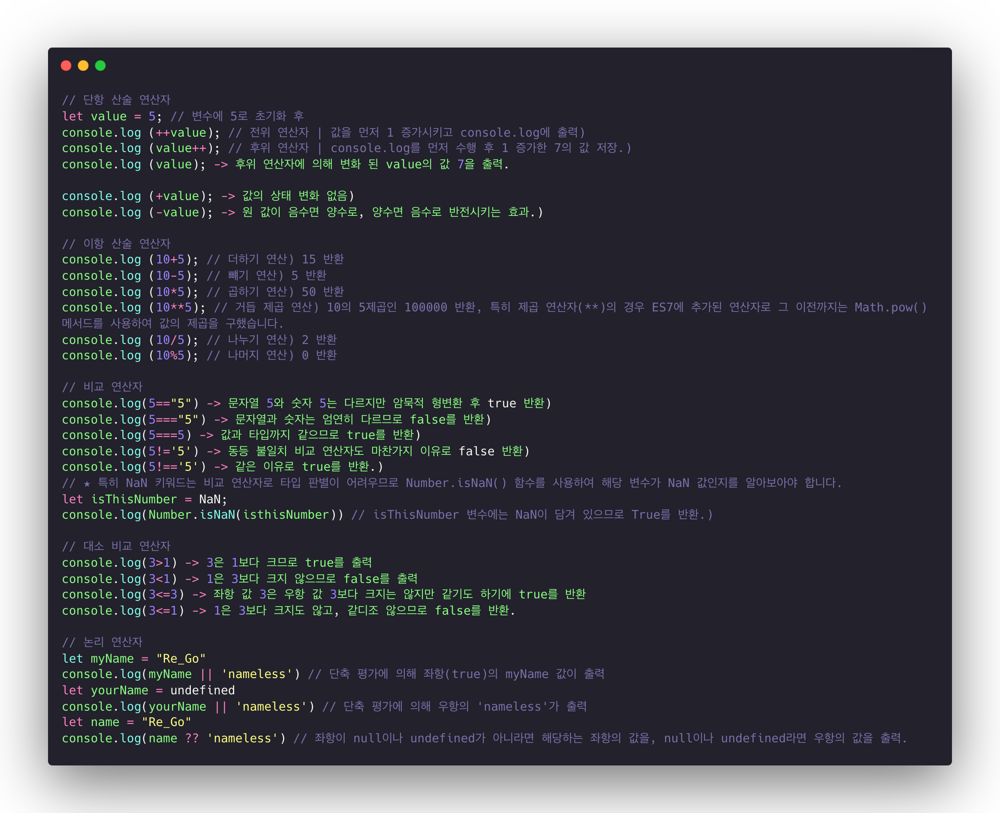 // 단항 산술 연산자
let value = 5; // 변수에 5로 초기화 후
console.log (++value); // 전위 연산자 | 값을 먼저 1 증가시키고 console.log에 출력)
console.log (value++); // 후위 연산자 | console.log를 먼저 수행 후 1 증가한 7의 값 저장.)
console.log (value); -> 후위 연산자에 의해 변화 된 value의 값 7을 출력.
console.log (+value); -> 값의 상태 변화 없음)
console.log (-value); -> 원 값이 음수면 양수로, 양수면 음수로 반전시키는 효과.)
// 이항 산술 연산자
console.log (10+5); // 더하기 연산) 15 반환
console.log (10-5); // 빼기 연산) 5 반환
console.log (10*5); // 곱하기 연산) 50 반환
console.log (10**5); // 거듭 제곱 연산) 10의 5제곱인 100000 반환, 특히 제곱 연산자(**)의 경우 ES7에 추가된 연산자로 그 이전까지는 Math.pow()
메서드를 사용하여 값의 제곱을 구했습니다.
console.log (10/5); // 나누기 연산) 2 반환
console.log (10%5); // 나머지 연산) 0 반환
// 비교 연산자
console.log(5=="5") -> 문자열 5와 숫자 5는 다르지만 암묵적 형변환 후 true 반환)
console.log(5==="5") -> 문자열과 숫자는 엄연히 다르므로 false를 반환)
console.log(5===5) -> 값과 타입까지 같으므로 true를 반환)
console.log(5!='5') -> 동등 불일치 비교 연산자도 마찬가지 이유로 false 반환)
console.log(5!=='5') -> 같은 이유로 true를 반환.)
// ★ 특히 NaN 키워드는 비교 연산자로 타입 판별이 어려우므로 Number.isNaN() 함수를 사용하여 해당 변수가 NaN 값인지를 알아보아야 합니다.
let isThisNumber = NaN;
console.log(Number.isNaN(isthisNumber)) // isThisNumber 변수에는 NaN이 담겨 있으므로 True를 반환.)
// 대소 비교 연산자
console.log(3>1) -> 3은 1보다 크므로 true를 출력
console.log(3<1) -> 1은 3보다 크지 않으므로 false를 출력
console.log(3<=3) -> 좌항 값 3은 우항 값 3보다 크지는 않지만 같기도 하기에 true를 반환
console.log(3<=1) -> 1은 3보다 크지도 않고, 같디조 않으므로 false를 반환.
// 논리 연산자
let myName = "Re_Go"
console.log(myName || 'nameless') // 단축 평가에 의해 좌항(true)의 myName 값이 출력
let yourName = undefined
console.log(yourName || 'nameless') // 단축 평가에 의해 우항의 'nameless'가 출력
let name = "Re_Go"
console.log(name ?? 'nameless') // 좌항이 null이나 undefined가 아니라면 해당하는 좌항의 값을, null이나 undefined라면 우항의 값을 출력.